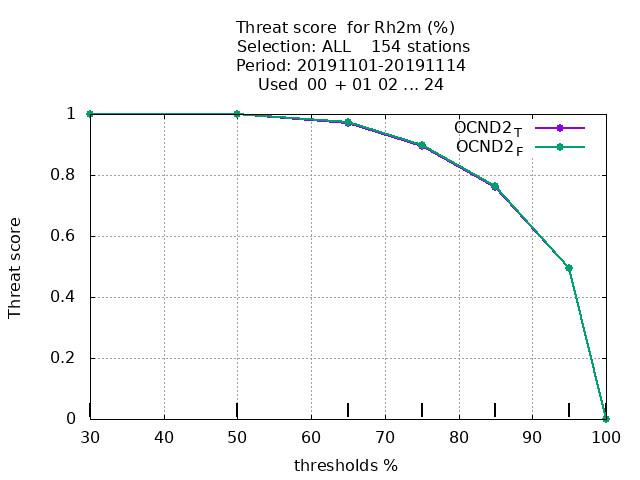 Threat score  for Rh2m (%)
Selection: ALL    154 stations
Period: 20191101-20191114
Used  00 + 01 02 ... 24
OCND2T
OCND2F
1
0.8
0.6
0.4
0.2
0
Threat score
30 40 50 60 70 80 90 100
thresholds %